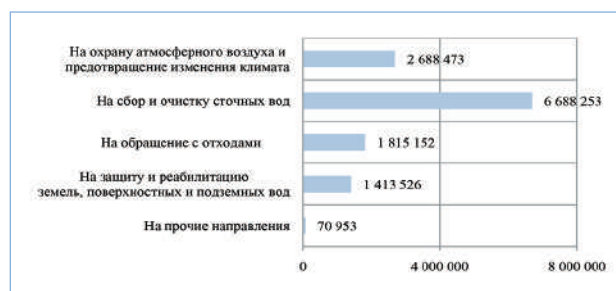 На охрану атмосферного воздуха и
предотвращение изменения климата
2 688 473
На сбор и очистку сточных вод
6 688 253
На обращение с отходами
1 815 152
На защиту и реабилитацию
земель, поверхностных и подземных вод
1 413 526
На прочие направления
70 953
0
4 000 000
8 000 000